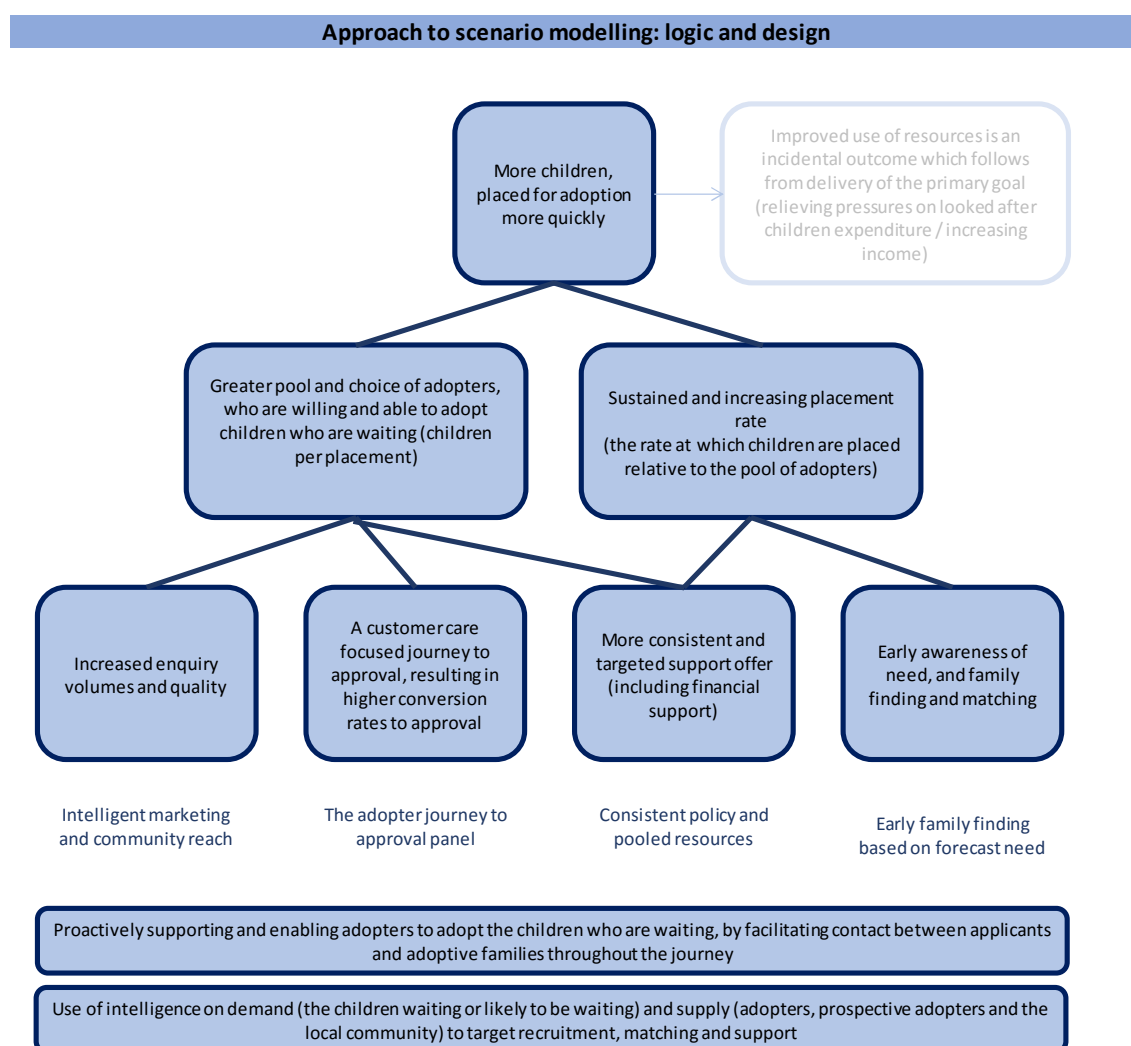 Approach to scenario modelling: logic and design
More children,
placed for adoption
more quickly
Improved use of resources is an
incidental outcome which follows
from delivery of the primary goal
(relieving pressures on looked after
children expenditure / increasing
income)
Greater pool and choice of adopters,
who are willing and able to adopt
children who are waiting (children
per placement)
Sustained and increasing placement
rate
(the rate at which children are placed
relative to the pool of adopters)
Increased enquiry
volumes and quality
A customer care
focused journey to
approval, resulting in
higher conversion
rates to approval
More consistent and
targeted support offer
(including financial
support)
Early awareness of
need, and family
finding and matching
Intelligent marketing
and community reach
The adopter journey to
approval panel
Consistent policy and
pooled resources
Early family finding
based on forecast need
Proactively supporting and enabling adopters to adopt the children who are waiting, by facilitating contact between applicants
and adoptive families throughout the journey
Use of intelligence on demand (the children waiting or likely to be waiting) and supply (adopters, prospective adopters and the
local community) to target recruitment, matching and support